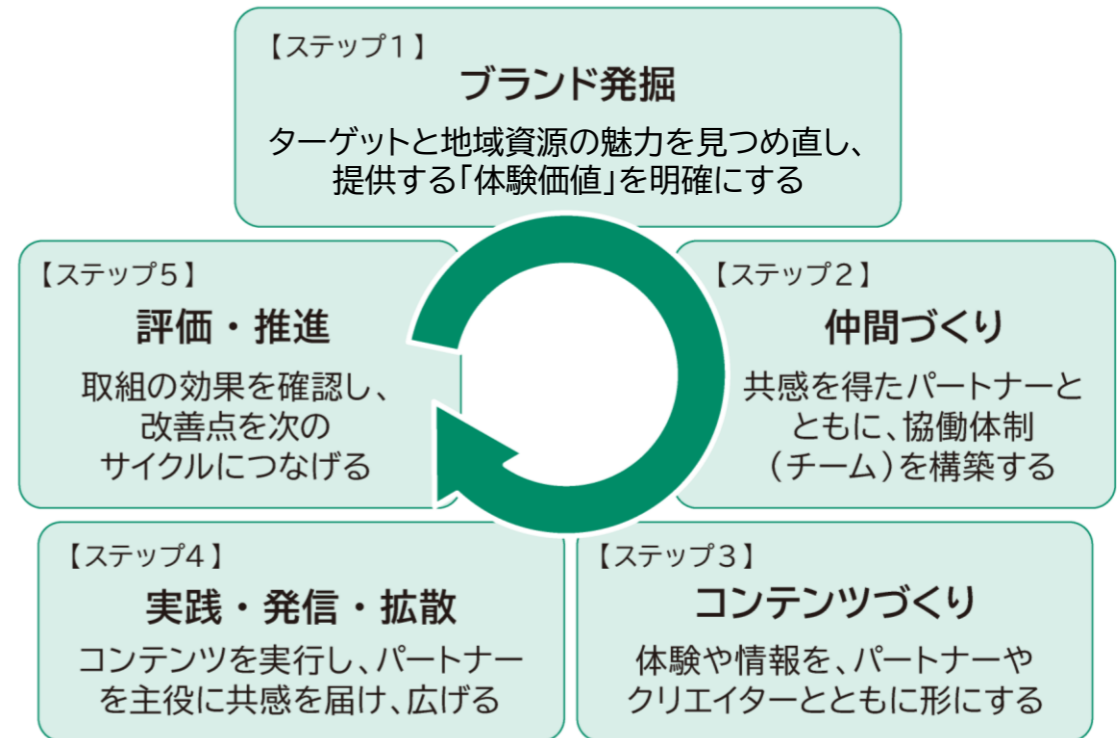 【ステップ1】
ブランド発掘
ターゲットと地域資源の魅力を見つめ直し、
提供する「体験価値」を明確にする
【ステップ2】
仲間づくり
共感を得たパートナーと
ともに、協働体制
(チーム)を構築する
【ステップ3】
コンテンツづくり
体験や情報を、パートナーや
クリエイターとともに形にする
【ステップ4】
実践・発信・拡散
コンテンツを実行し、パートナー
を主役に共感を届け、広げる
【ステップ5】
評価・推進
取組の効果を確認し、
改善点を次の
サイクルにつなげる